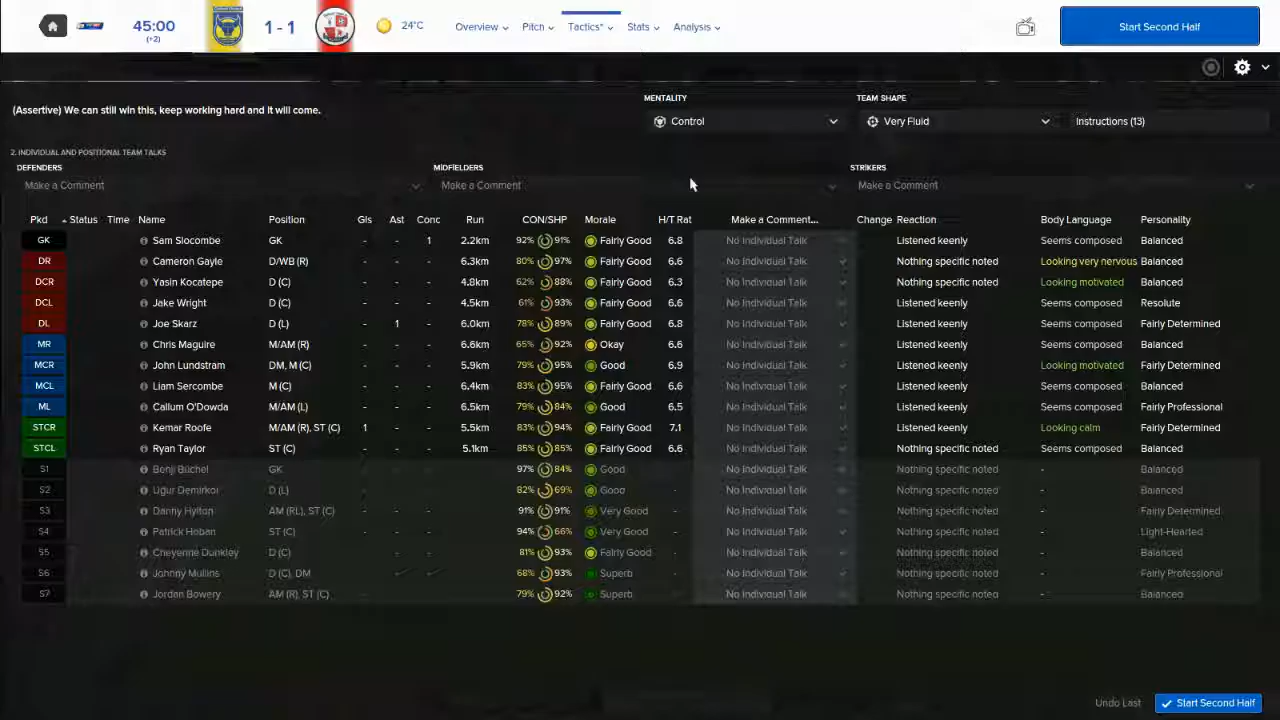 45:00
(+2)
1 - 1
24°C
Overview
Pitch
Tactics*
Stats
Analysis
Start Second Half
(Assertive) We can still win this, keep working hard and it will come.
MENTALITY
TEAM SHAPE
Control
Very Fluid
Instructions (13)
2. INDIVIDUAL AND POSITIONAL TEAM TALKS
DEFENDERS MIDFIELDERS STRIKERS
Make a Comment Make a Comment Make a Comment
Pkd Status Time Name Position Gls Ast Conc Run CON/SHP Morale H/T Rat Make a Comment... Change Reaction Body Language Personality
GK Sam Slocombe GK - - 1 2.2km 92% 91% Fairly Good 6.8 No Individual Talk Listened keenly Seems composed Balanced
DR Cameron Gayle D/WB (R) - - - 6.3km 80% 97% Fairly Good 6.6 No Individual Talk Nothing specific noted Looking very nervous Balanced
DCR Yasin Kocatepe D (C) - - - 4.8km 62% 88% Fairly Good 6.3 No Individual Talk Nothing specific noted Looking motivated Balanced
DCL Jake Wright D (C) - - - 4.5km 61% 93% Fairly Good 6.6 No Individual Talk Listened keenly Seems composed Resolute
DL Joe Skarz D (L) - 1 - 6.0km 78% 89% Fairly Good 6.8 No Individual Talk Listened keenly Seems composed Fairly Determined
MR Chris Maguire M/AM (R) - - - 6.6km 65% 92% Okay 6.6 No Individual Talk Listened keenly Seems composed Balanced
MCR John Lundstram DM, M (C) - - - 5.9km 79% 95% Good 6.9 No Individual Talk Listened keenly Looking motivated Fairly Determined
MCL Liam Sercombe M (C) - - - 6.4km 83% 95% Fairly Good 6.6 No Individual Talk Listened keenly Seems composed Balanced
ML Callum O'Dowda M/AM (L) - - - 6.5km 79% 84% Good 6.5 No Individual Talk Listened keenly Seems composed Fairly Professional
STCR Kemar Roofe M/AM (R), ST (C) 1 - - 5.5km 83% 94% Fairly Good 7.1 No Individual Talk Listened keenly Looking calm Fairly Determined
STCL Ryan Taylor ST (C) - - - 5.1km 85% 85% Fairly Good 6.6 No Individual Talk Nothing specific noted Seems composed Balanced
S1 Benji Büchel GK 97% 84% Good - No Individual Talk Nothing specific noted - Balanced
S2 Ugur Demirkol D (L) 82% 69% Good - No Individual Talk Nothing specific noted - Balanced
S3 Danny Hylton AM (RL), ST (C) 91% 91% Very Good - No Individual Talk Nothing specific noted - Fairly Determined
S4 Patrick Hoban ST (C) 94% 66% Very Good - No Individual Talk Nothing specific noted - Light-Hearted
S5 Cheyenne Dunkley D (C) 81% 93% Fairly Good - No Individual Talk Nothing specific noted - Balanced
S6 Johnny Mullins D (C), DM 68% 93% Superb - No Individual Talk Nothing specific noted - Fairly Professional
S7 Jordan Bowery AM (R), ST (C) 79% 92% Superb - No Individual Talk Nothing specific noted - Balanced
Undo Last
Start Second Half